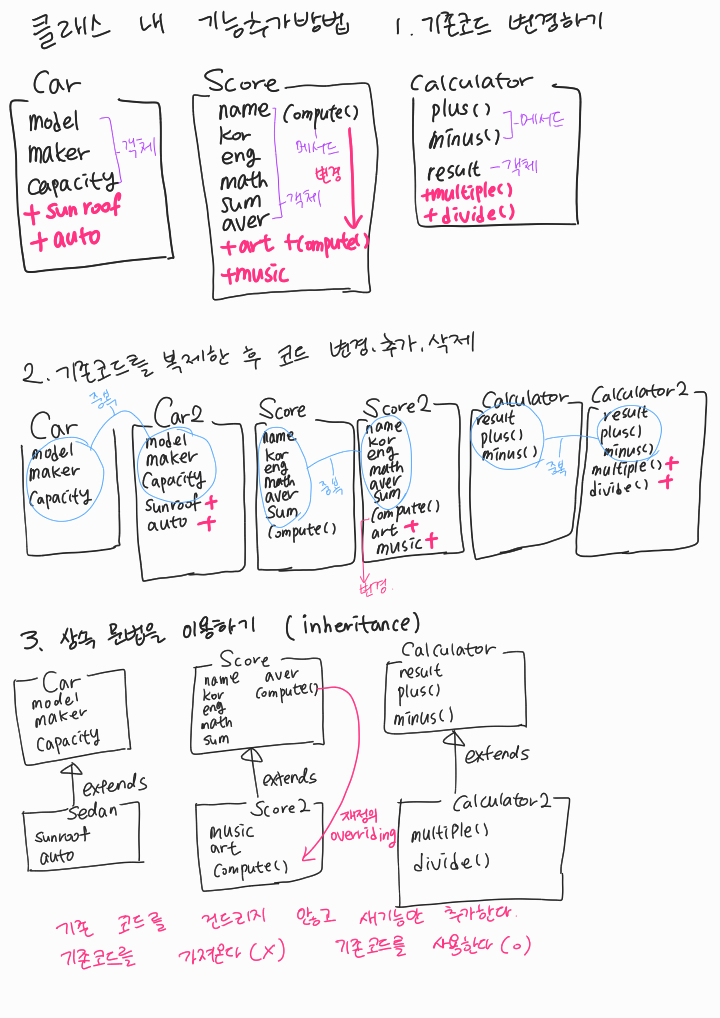 클래스 내 기능추가방법 1. 기존코드 변경하기
Car
model
maker
capacity
객체
+ sunroof
+ auto
Score
name
kor
eng
math
sum
aver
객체
compute()
메서드
변경
+art +compute()
+music
Calculator
plus()
minus()
메서드
result
객체
+multiple()
+ divide()
2. 기존코드를 복제한 후 코드 변경.추가.삭제
중복
Car
model
maker
capacity
Car2
model
maker
capacity
sunroof +
auto +
Score
name
kor
eng
math
aver
sum
compute()
중복
Score2
name
kor
eng
math
aver
sum
compute()
art +
music +
변경.
Calculator
result
plus()
minus()
중복
Calculator2
result
plus()
minus()
multiple() +
divide() +
3. 상속 문법을 이용하기 (inheritance)
Car
model
maker
capacity
extends
Sedan
sunroof
auto
Score
name
kor
eng
math
sum
aver
compute()
extends
Score2
music
art
compute()
재정의
overriding
Calculator
result
plus()
minus()
extends
Calculator2
multiple()
divide()
기존 코드를 건드리지 않고 새기능만 추가한다.
기존코드를 가져온다 (x) 기존코드를 사용한다 (o)